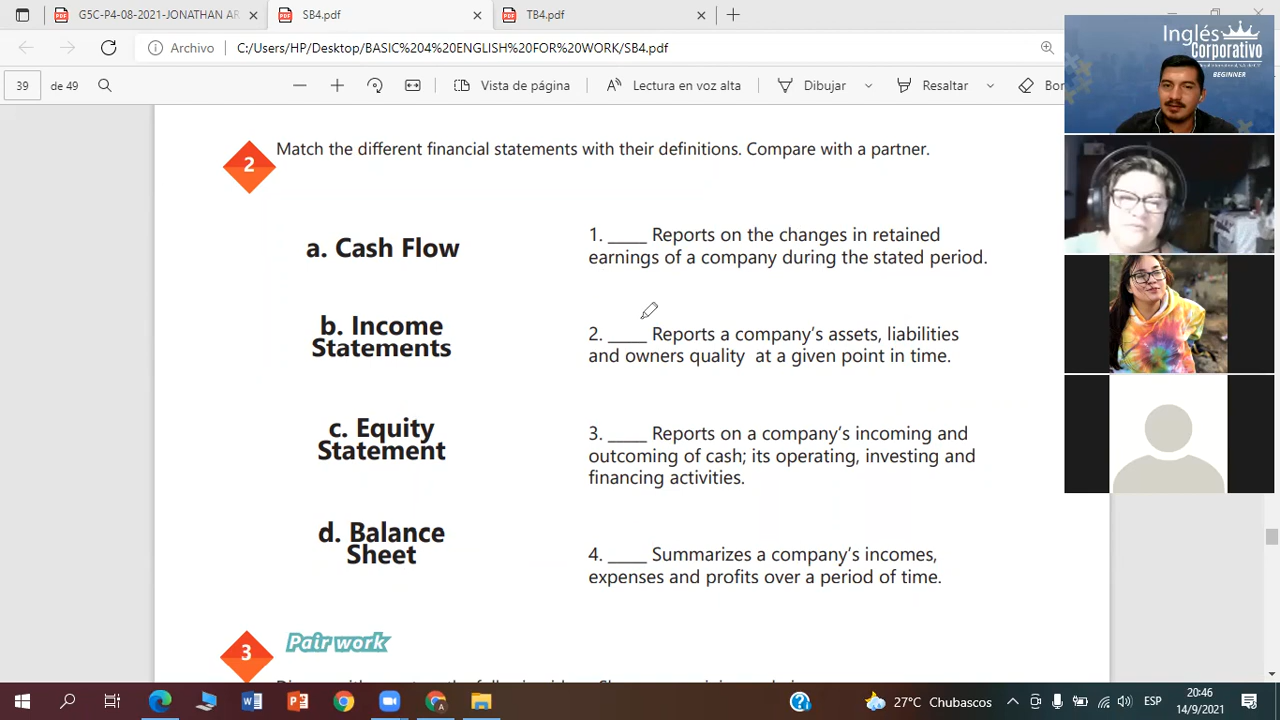 G5C-P4-08-2021-JONATHAN AR
SB4.pdf
TB4.pdf
Archivo
C:/Users/HP/Desktop/BASIC%204%20ENGLISH%20FOR%20WORK/SB4.pdf
39
de 49
Vista de página
Lectura en voz alta
Dibujar
Resaltar
Bor
Inglés
Corporativo
BEGINNER
2
Match the different financial statements with their definitions. Compare with a partner.
a. Cash Flow
b. Income
Statements
c. Equity
Statement
d. Balance
Sheet
1. ____ Reports on the changes in retained
earnings of a company during the stated period.
2. ____ Reports a company's assets, liabilities
and owners quality at a given point in time.
3. ____ Reports on a company's incoming and
outcoming of cash; its operating, investing and
financing activities.
4. ____ Summarizes a company's incomes,
expenses and profits over a period of time.
3
Pair work
27°C Chubascos
ESP
20:46
14/9/2021